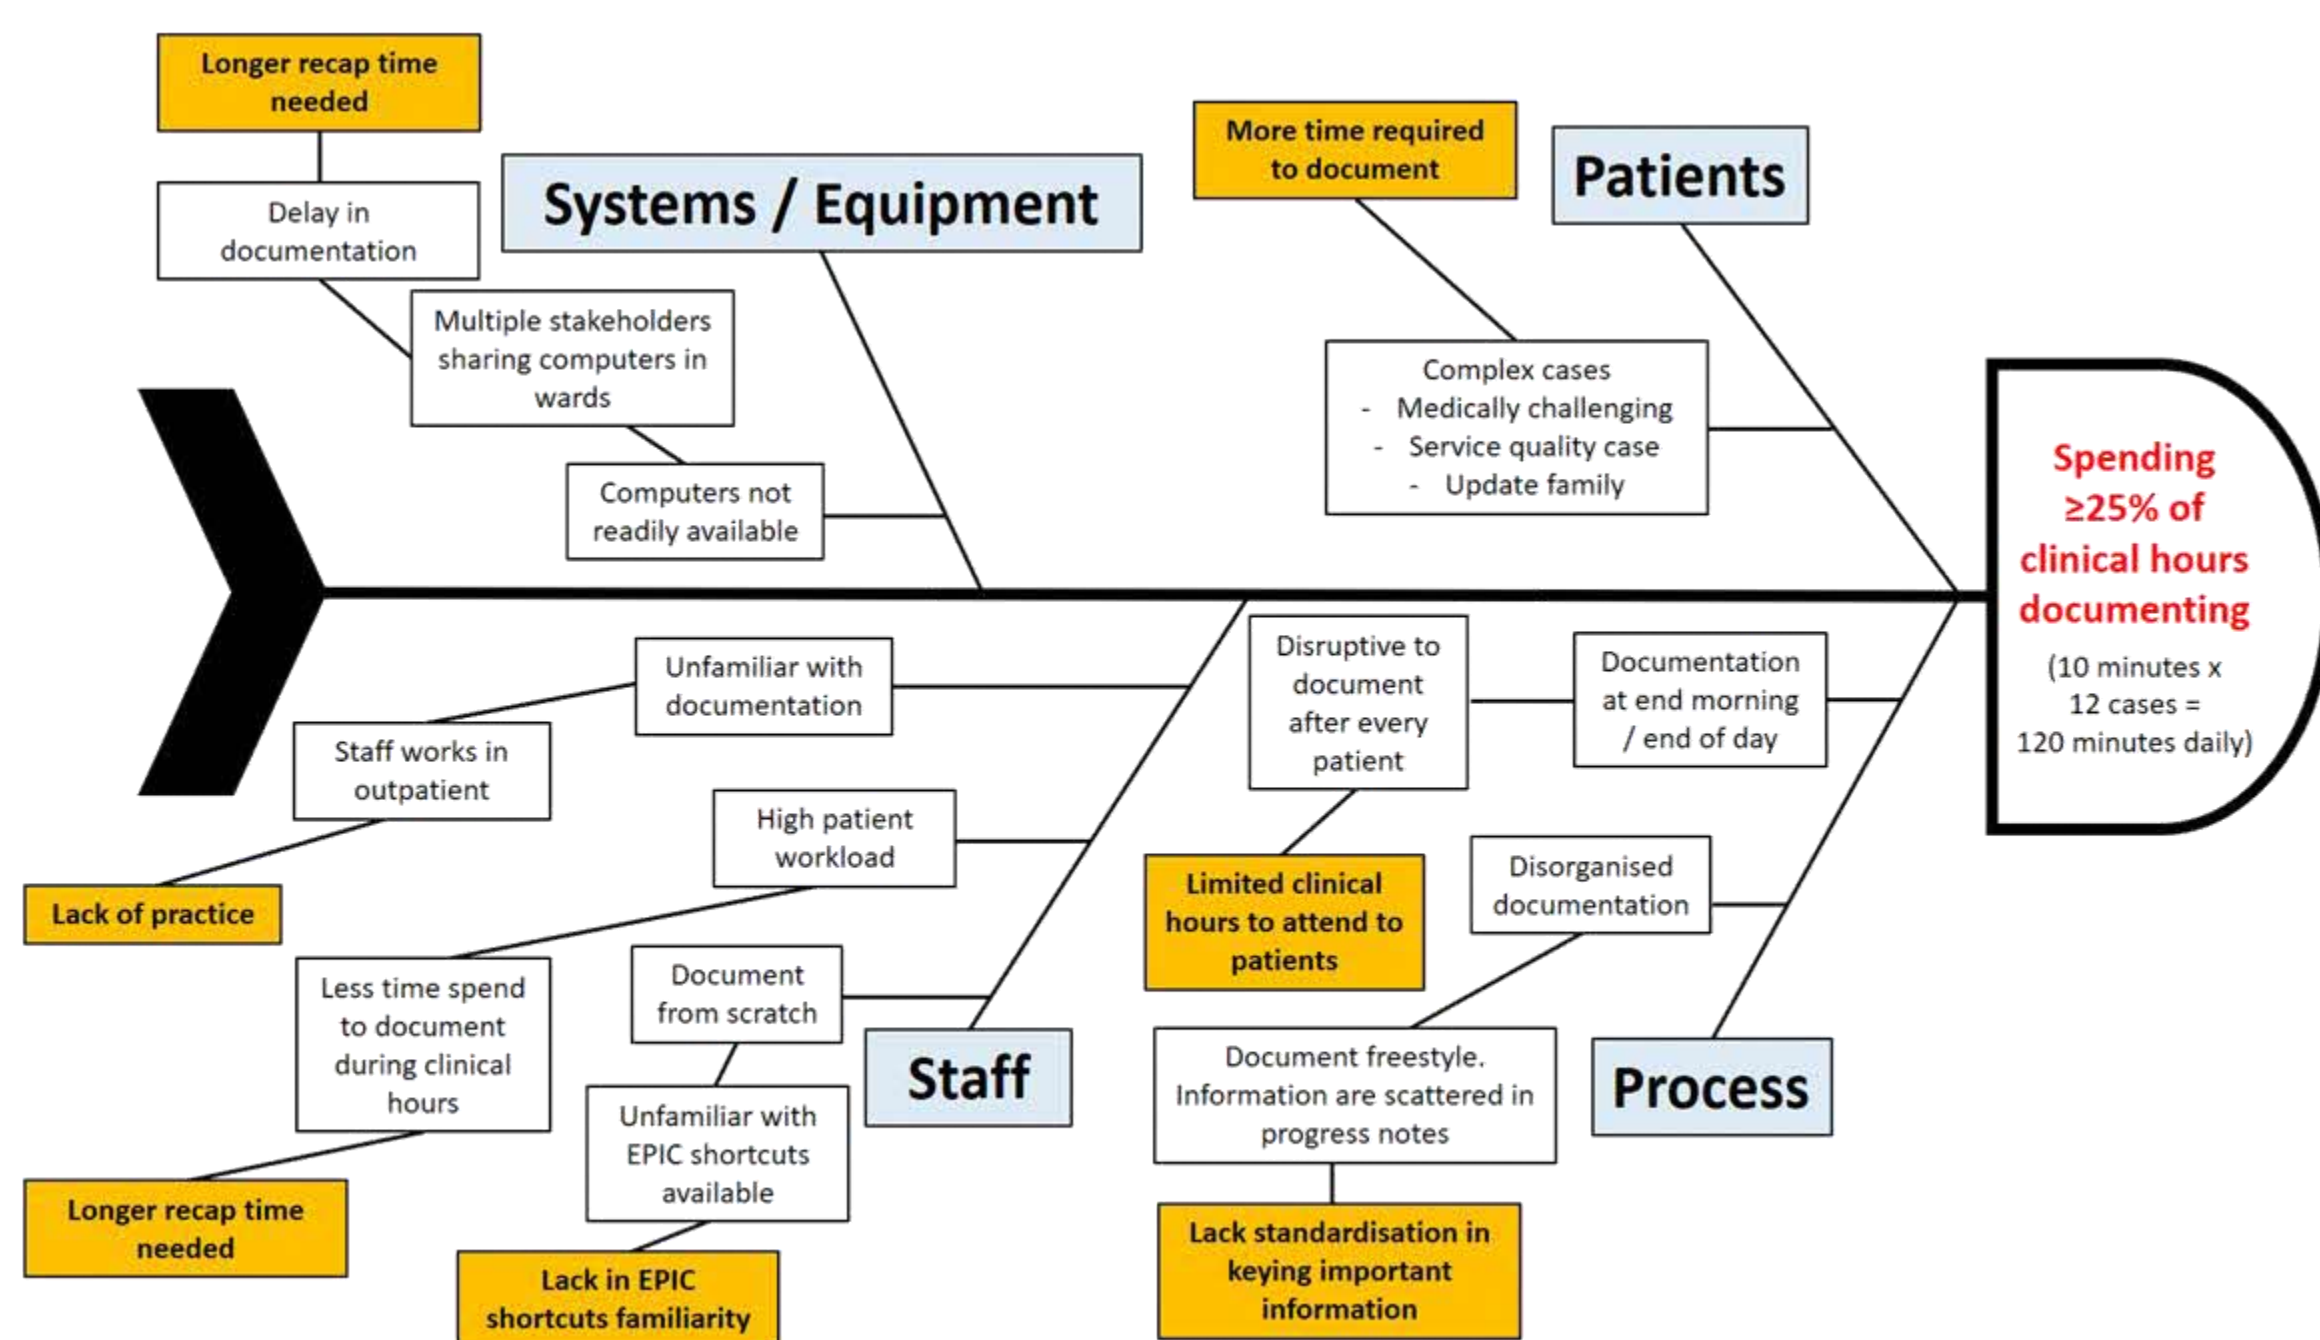 Longer recap time
needed
Delay in
documentation
Systems / Equipment
Multiple stakeholders
sharing computers in
wards
Computers not
readily available
More time required
to document
Patients
Complex cases
- Medically challenging
- Service quality case
- Update family
Spending
≥25% of
clinical hours
documenting
(10 minutes x
12 cases =
120 minutes daily)
Unfamiliar with
documentation
Staff works in
outpatient
Lack of practice
High patient
workload
Less time spend
to document
during clinical
hours
Longer recap time
needed
Document
from scratch
Unfamiliar with
EPIC shortcuts
available
Lack in EPIC
shortcuts familiarity
Staff
Disruptive to
document
after every
patient
Documentation
at end morning
/ end of day
Limited clinical
hours to attend to
patients
Disorganised
documentation
Document freestyle.
Information are scattered in
progress notes
Lack standardisation in
keying important
information
Process